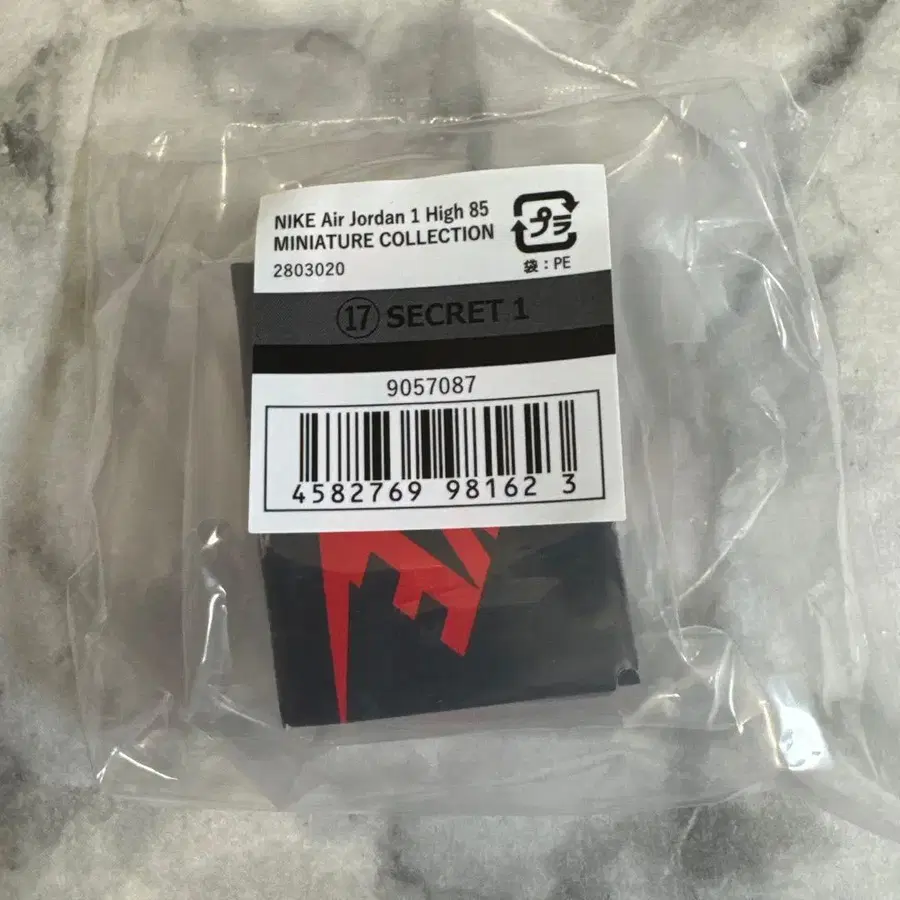 NIKE Air Jordan 1 High 85
MINIATURE COLLECTION
2803020
プラ
袋：PE
⑰ SECRET 1
9057087
4582769 98162 3